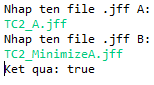 Nhap ten file .jff A:
TC2_A.jff
Nhap ten file .jff B:
TC2_MinimizeA.jff
Ket qua: true